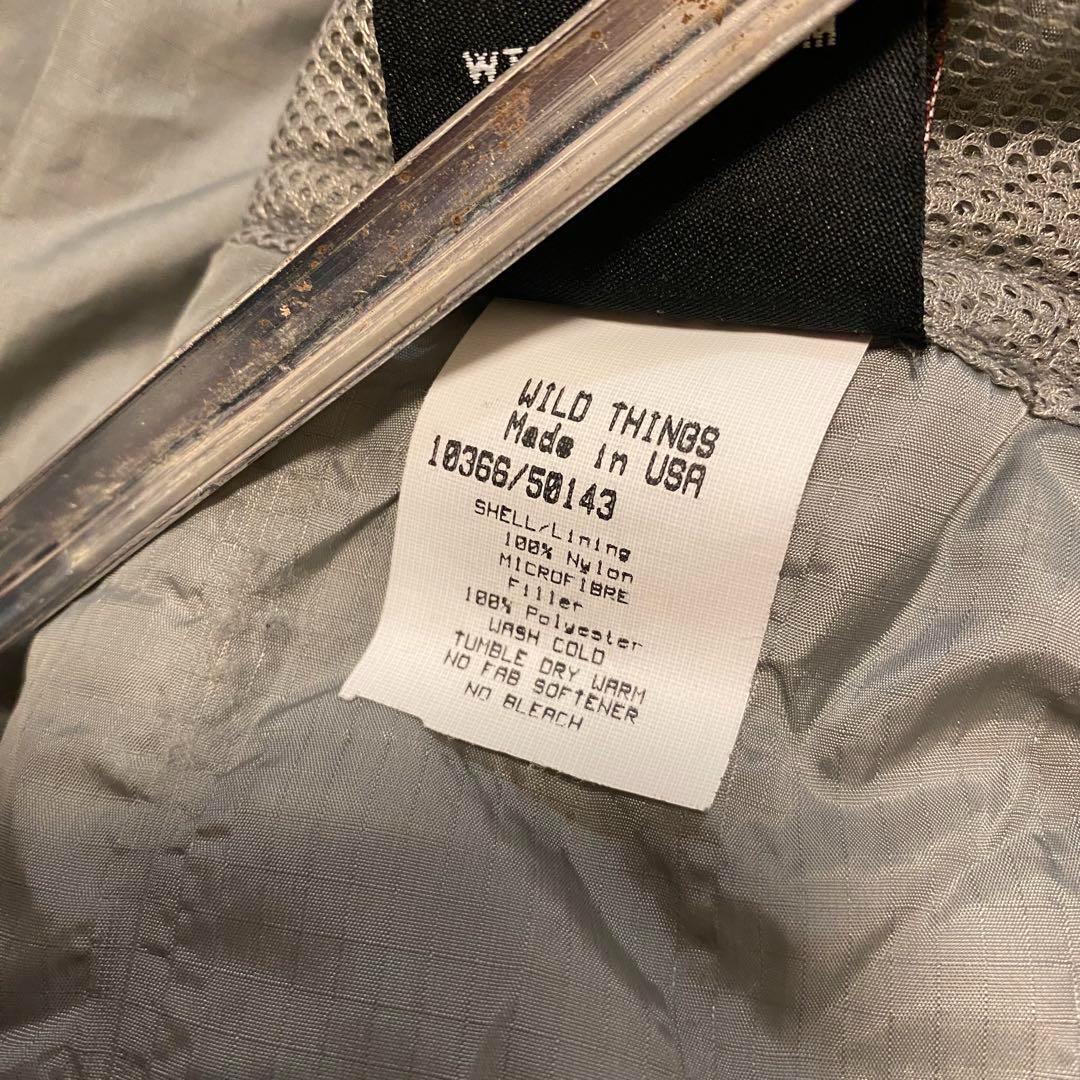 WILD THINGS
Made in USA
10366/50143
SHELL/Lining
100% Nylon
MICROFIBRE
Filler
100% Polyester
WASH COLD
TUMBLE DRY WARM
NO FAB SOFTENER
NO BLEACH